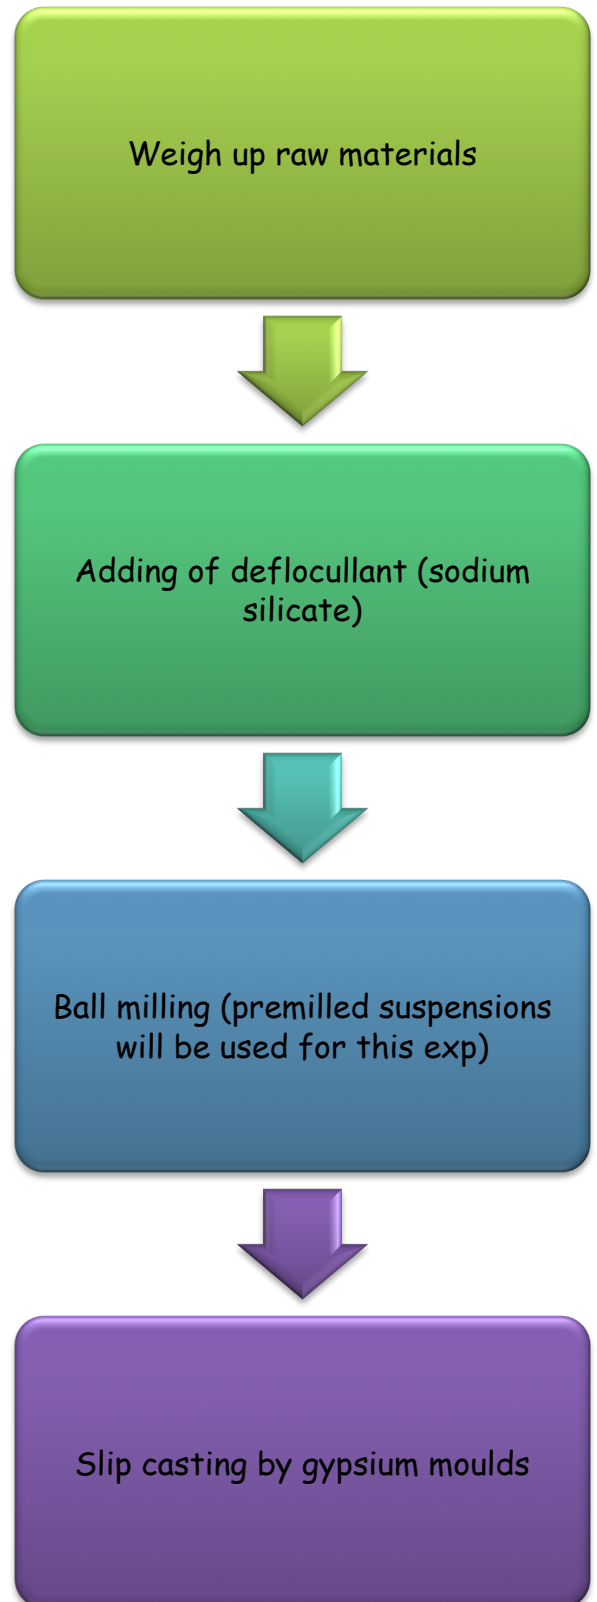 Weigh up raw materials
Adding of deflocullant (sodium
silicate)
Ball milling (premilled suspensions
will be used for this exp)
Slip casting by gypsium moulds